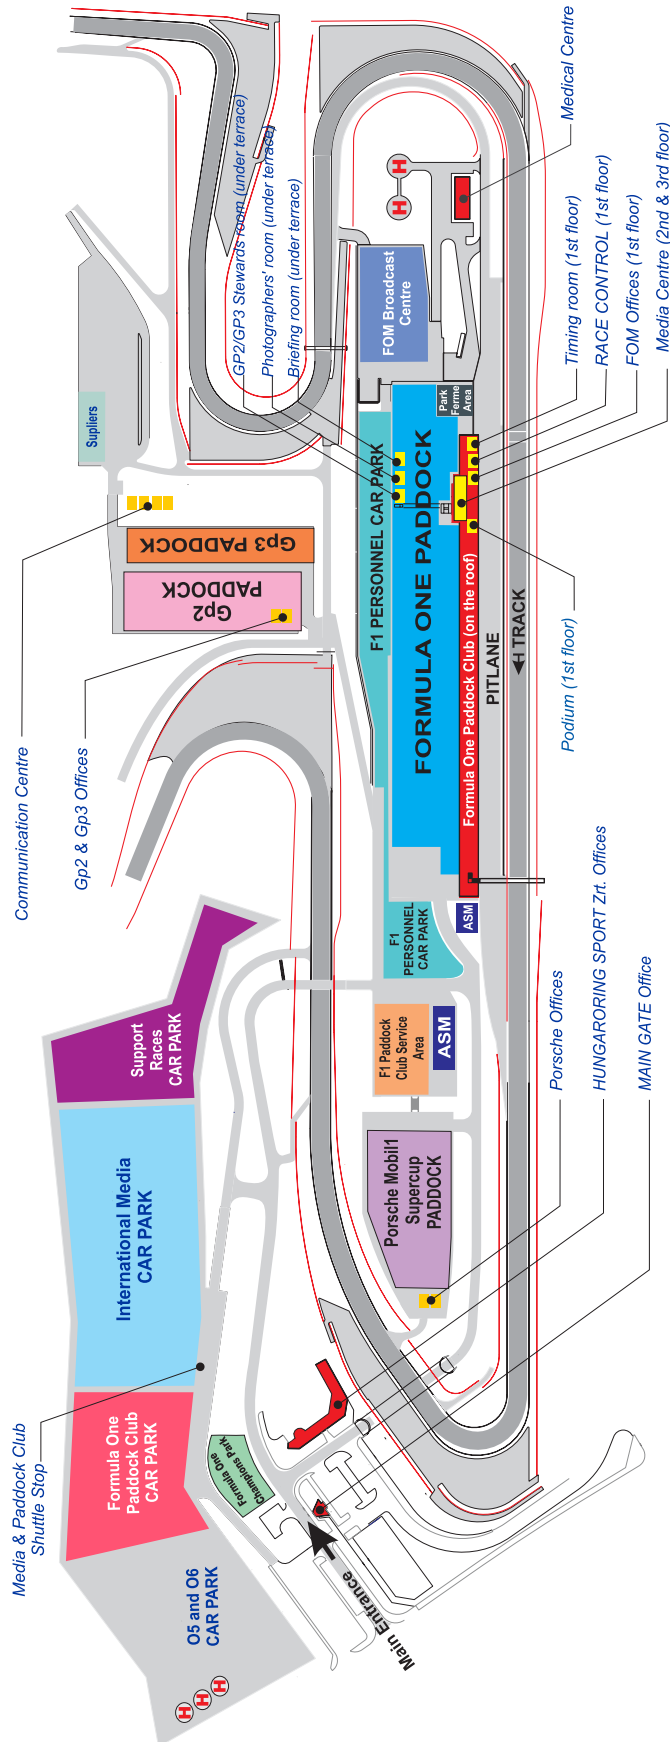 Media & Paddock Club
Shuttle Stop
Communication Centre
Gp2 & Gp3 Offices
O5 and O6
CAR PARK
Formula One
Paddock Club
CAR PARK
International Media
CAR PARK
Support
Races
CAR PARK
Supliers
Gp3 PADDOCK
Gp2
PADDOCK
GP2/GP3 Stewards room (under terrace)
Photographers' room (under terrace)
Briefing room (under terrace)
Formula One
Champions Park
Main Entrance
Porsche Mobil1
Supercup
PADDOCK
F1 Paddock
Club Service
Area
ASM
F1
PERSONNEL
CAR PARK
F1 PERSONNEL CAR PARK
FORMULA ONE PADDOCK
FOM Broadcast
Centre
Park
Ferme
Area
ASM
Formula One Paddock Club (on the roof)
PITLANE
TRACK
H
H
H
H
H
Medical Centre
Timing room (1st floor)
RACE CONTROL (1st floor)
FOM Offices (1st floor)
Media Centre (2nd & 3rd floor)
Podium (1st floor)
Porsche Offices
HUNGARORING SPORT Zrt. Offices
MAIN GATE Office